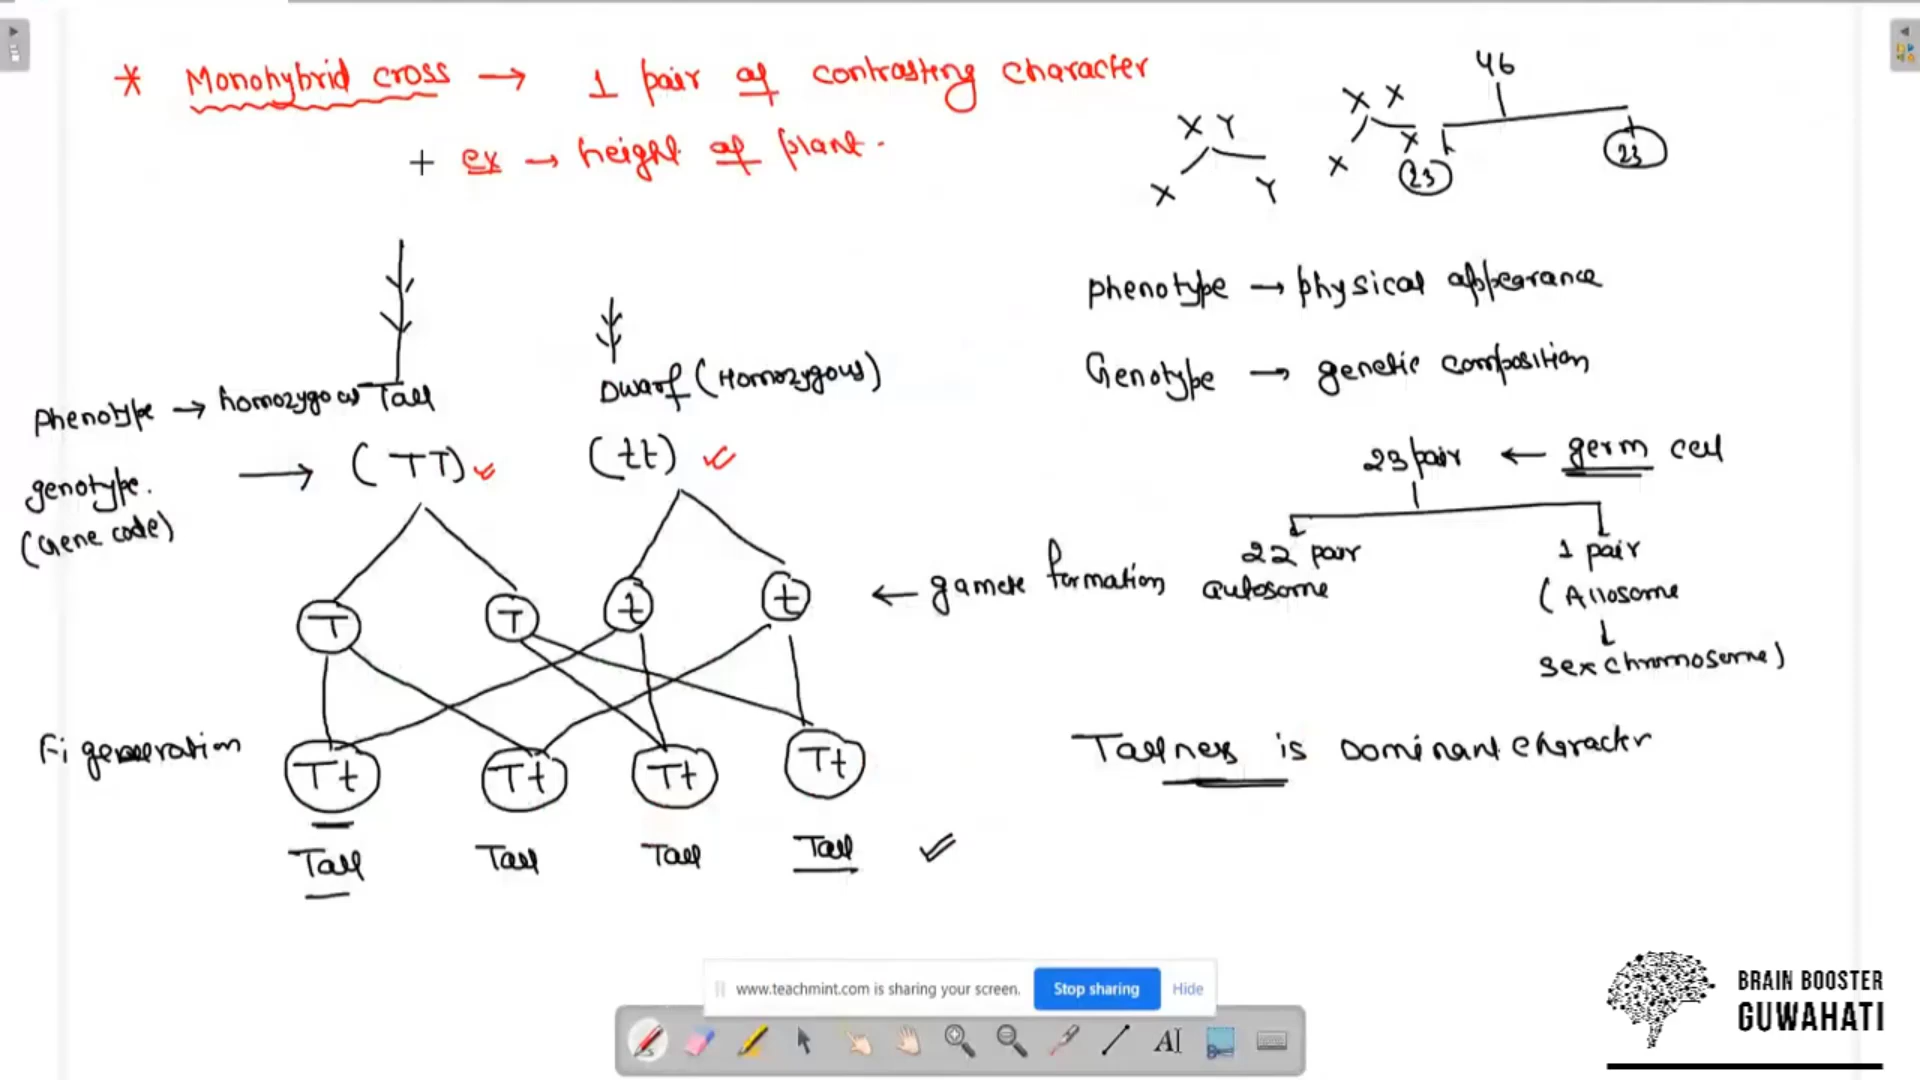 * Monohybrid cross → 1 pair of contrasting character
+ ex → height of plant.
46
X X
X Y
X
X
23
23
X
Y
phenotype → physical appearance
Genotype → genetic composition
Dwarf (Homozygous)
Phenotype → homozygous Tall
genotype.
(Gene code)
→ (TT) ✓
(tt) ✓
23 pair ← germ cell
22 pair
autosome
1 pair
(Allosome
↓
sex chromosome)
T
T
t
t
← gamete formation
F1 generation
Tt
Tt
Tt
Tt
Tall
Tall
Tall
Tall ✓
Tallness is Dominant charactr
www.teachmint.com is sharing your screen.
Stop sharing
Hide
A
BRAIN BOOSTER
GUWAHATI